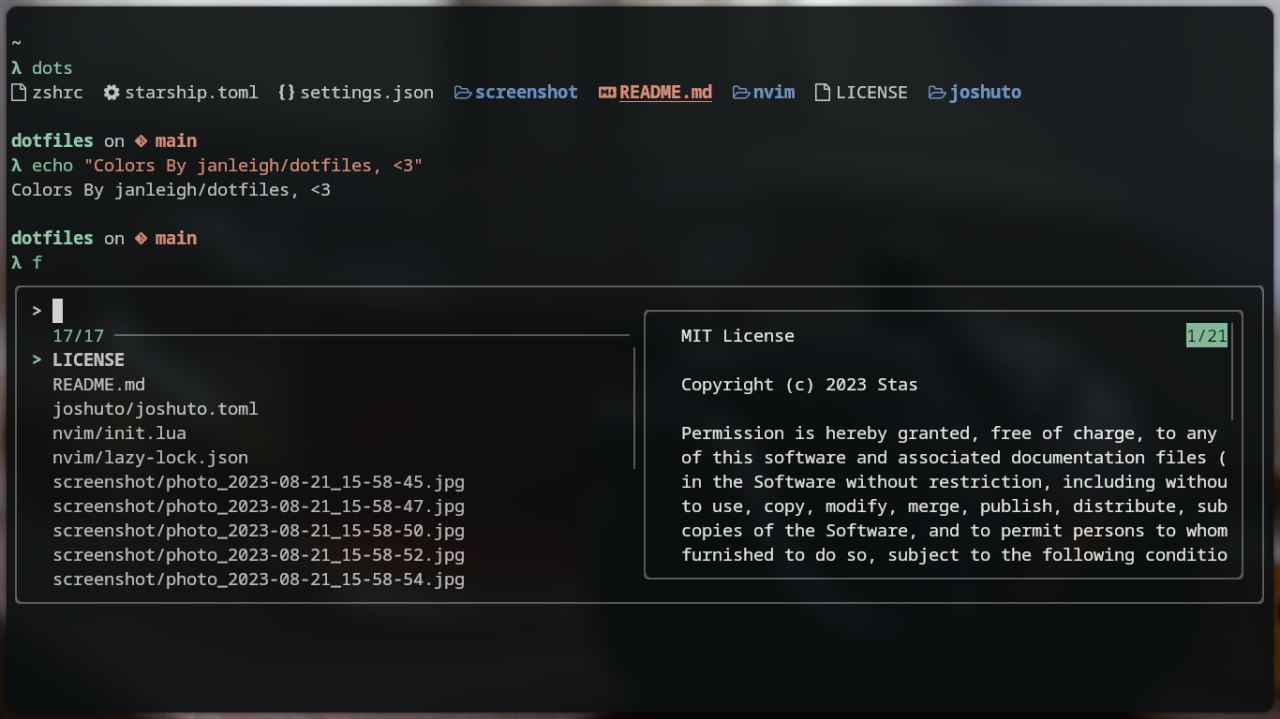 ~
λ dots
zshrc starship.toml {} settings.json screenshot README.md nvim LICENSE joshuto
dotfiles on main
λ echo "Colors By janleigh/dotfiles, <3"
Colors By janleigh/dotfiles, <3
dotfiles on main
λ f
>
17/17
> LICENSE
README.md
joshuto/joshuto.toml
nvim/init.lua
nvim/lazy-lock.json
screenshot/photo_2023-08-21_15-58-45.jpg
screenshot/photo_2023-08-21_15-58-47.jpg
screenshot/photo_2023-08-21_15-58-50.jpg
screenshot/photo_2023-08-21_15-58-52.jpg
screenshot/photo_2023-08-21_15-58-54.jpg
MIT License 1/21
Copyright (c) 2023 Stas
Permission is hereby granted, free of charge, to any
of this software and associated documentation files (
in the Software without restriction, including withou
to use, copy, modify, merge, publish, distribute, sub
copies of the Software, and to permit persons to whom
furnished to do so, subject to the following conditio